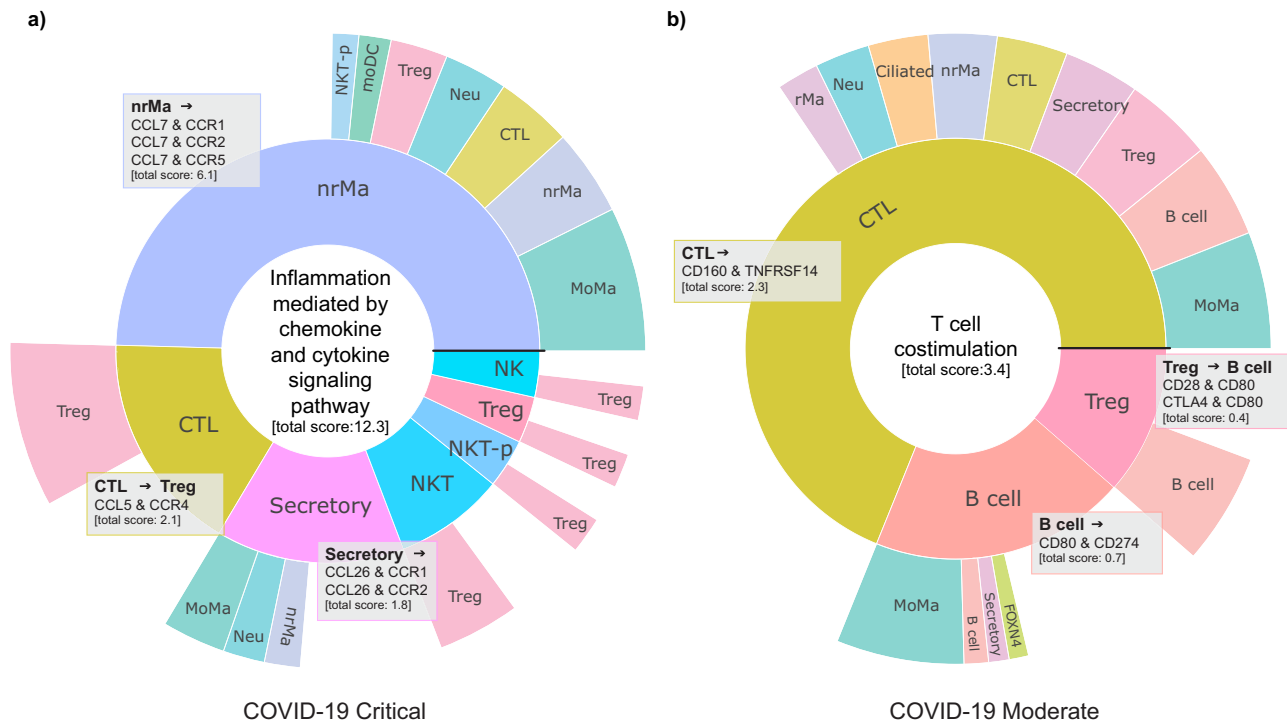 a)
NKT-p
moDC
Treg
Neu
CTL
nrMa
MoMa
nrMa →
CCL7 & CCR1
CCL7 & CCR2
CCL7 & CCR5
[total score: 6.1]
nrMa
Inflammation
mediated by
chemokine
and cytokine
signaling
pathway
[total score:12.3]
NK
Treg
Treg
Treg
NKT-p
Treg
NKT
Treg
Secretory
Secretory →
CCL26 & CCR1
CCL26 & CCR2
[total score: 1.8]
MoMa
Neu
nrMa
CTL
Treg
CTL → Treg
CCL5 & CCR4
[total score: 2.1]
COVID-19 Critical
b)
rMa
Neu
Ciliated
nrMa
CTL
Secretory
Treg
B cell
MoMa
CTL
CTL→
CD160 & TNFRSF14
[total score: 2.3]
T cell
costimulation
[total score:3.4]
Treg
Treg → B cell
CD28 & CD80
CTLA4 & CD80
[total score: 0.4]
B cell
B cell
B cell →
CD80 & CD274
[total score: 0.7]
MoMa
B cell
Secretory
FOXN4
COVID-19 Moderate